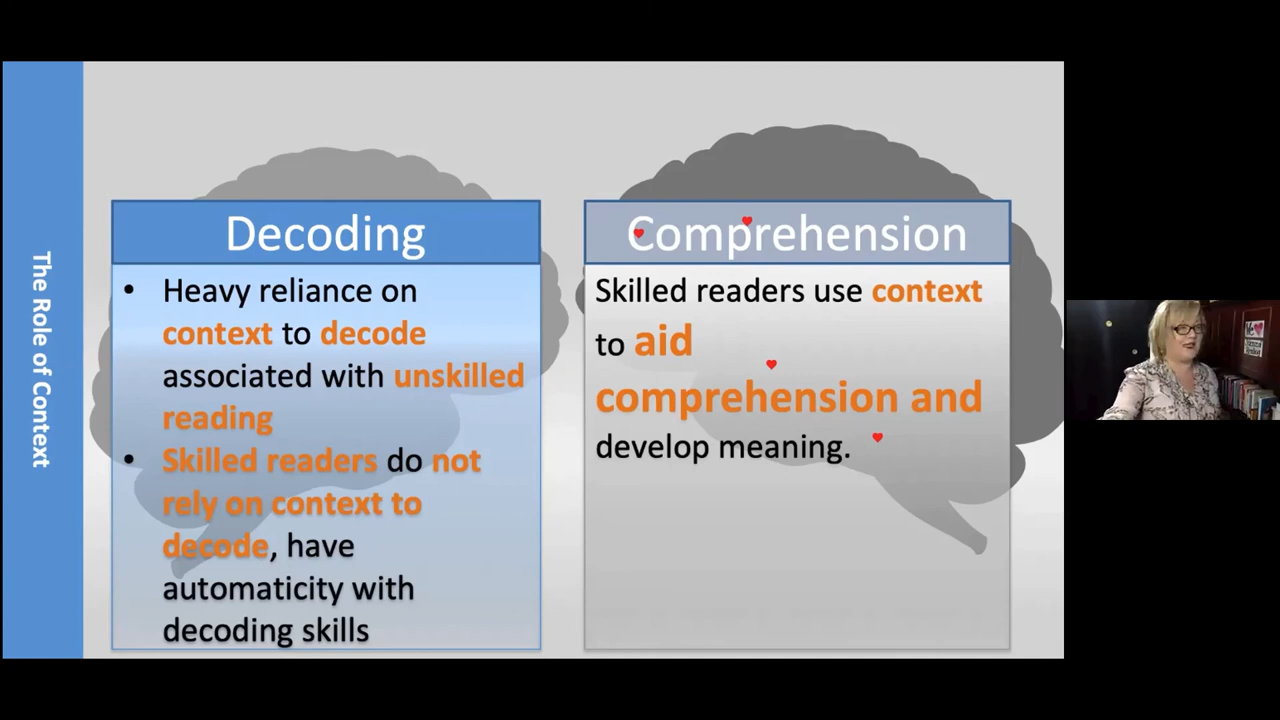 The Role of Context
Decoding
• Heavy reliance on
context to decode
associated with unskilled
reading
• Skilled readers do not
rely on context to
decode, have
automaticity with
decoding skills
Comprehension
Skilled readers use context
to aid
comprehension and
develop meaning.